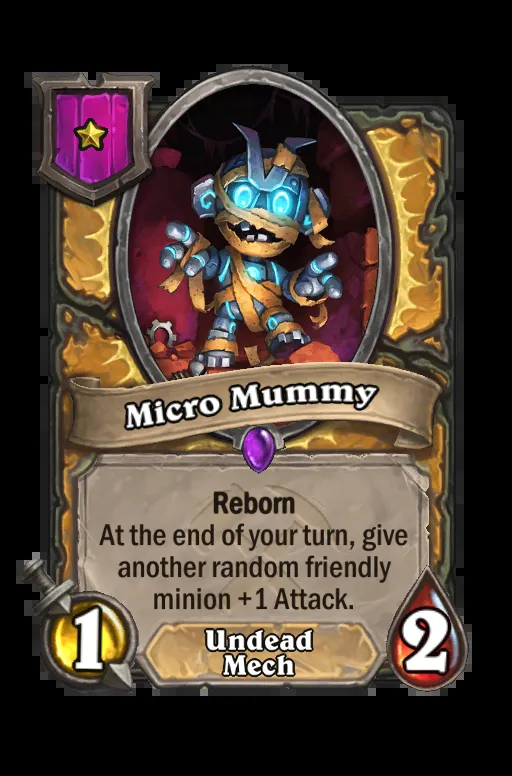 Micro Mummy
Reborn
At the end of your turn, give
another random friendly
minion +1 Attack.
1
Undead
Mech
2